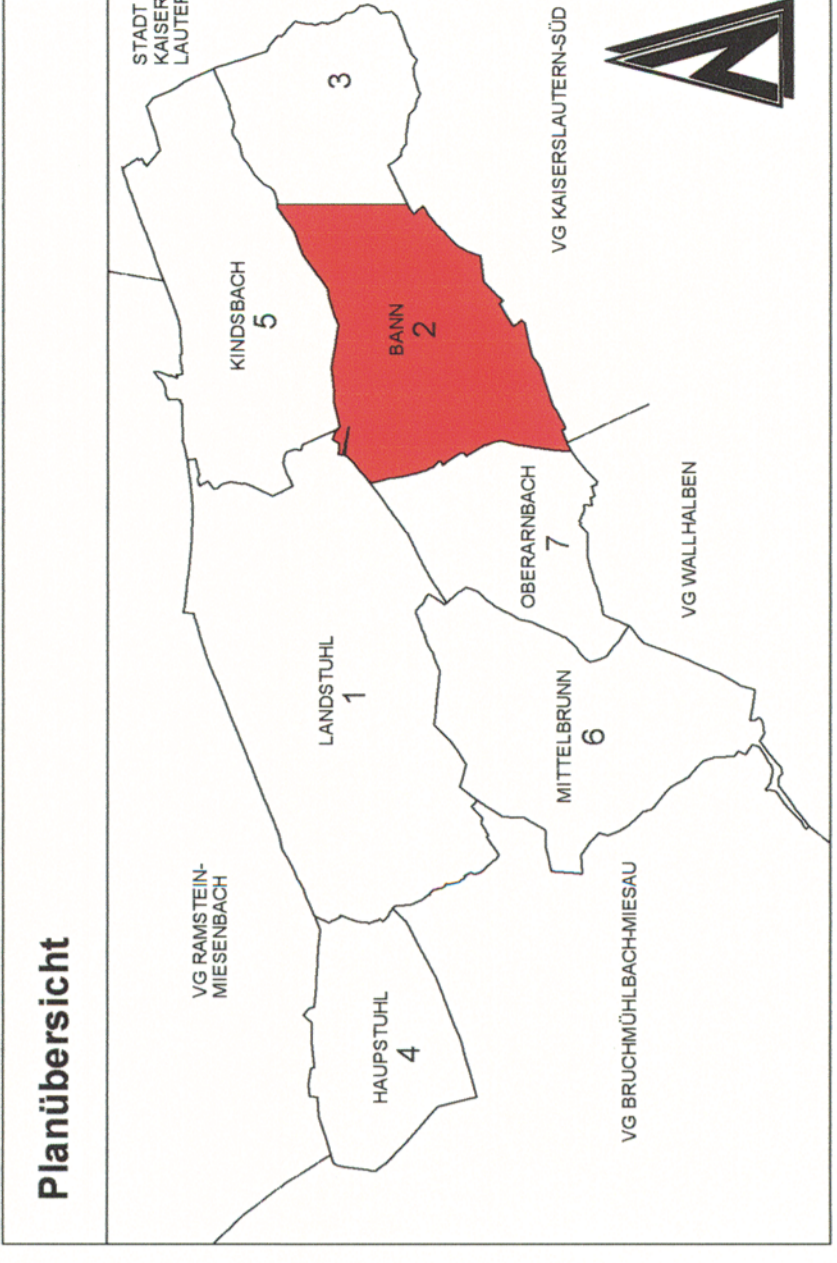 Planübersicht
STADT
KAISER
LAUTER
VG RAMSTEIN-
MIESENBACH
KINDSBACH
5
LANDSTUHL
1
3
HAUPSTUHL
4
BANN
2
OBERARNBACH
7
VG KAISERSLAUTERN-SÜD
MITTELBRUNN
6
VG BRUCHMÜHLBACH-MIESAU
VG WALLHALBEN
N